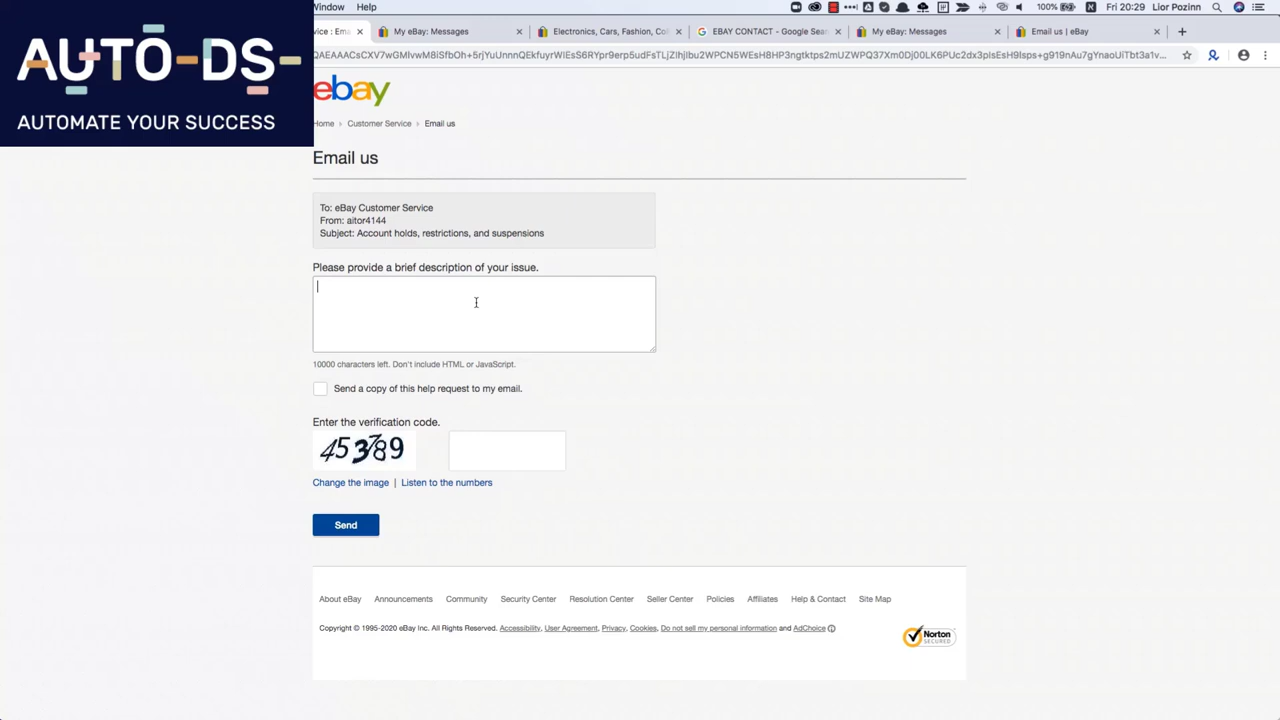 Window Help
100% Fri 20:29 Lior Pozinn
AUTO-DS
AUTOMATE YOUR SUCCESS
My eBay: Messages
Electronics, Cars, Fashion, Co
EBAY CONTACT - Google Sear
My eBay: Messages
Email us | eBay
ebay
Home
Customer Service
Email us
Email us
To: eBay Customer Service
From: aitor4144
Subject: Account holds, restrictions, and suspensions
Please provide a brief description of your issue.
10000 characters left. Don't include HTML or JavaScript.
Send a copy of this help request to my email.
Enter the verification code.
45389
Change the image | Listen to the numbers
Send
About eBay Announcements Community Security Center Resolution Center Seller Center Policies Affiliates Help & Contact Site Map
Copyright © 1995-2020 eBay Inc. All Rights Reserved. Accessibility, User Agreement, Privacy, Cookies, Do not sell my personal information and AdChoice
Norton
SECURED